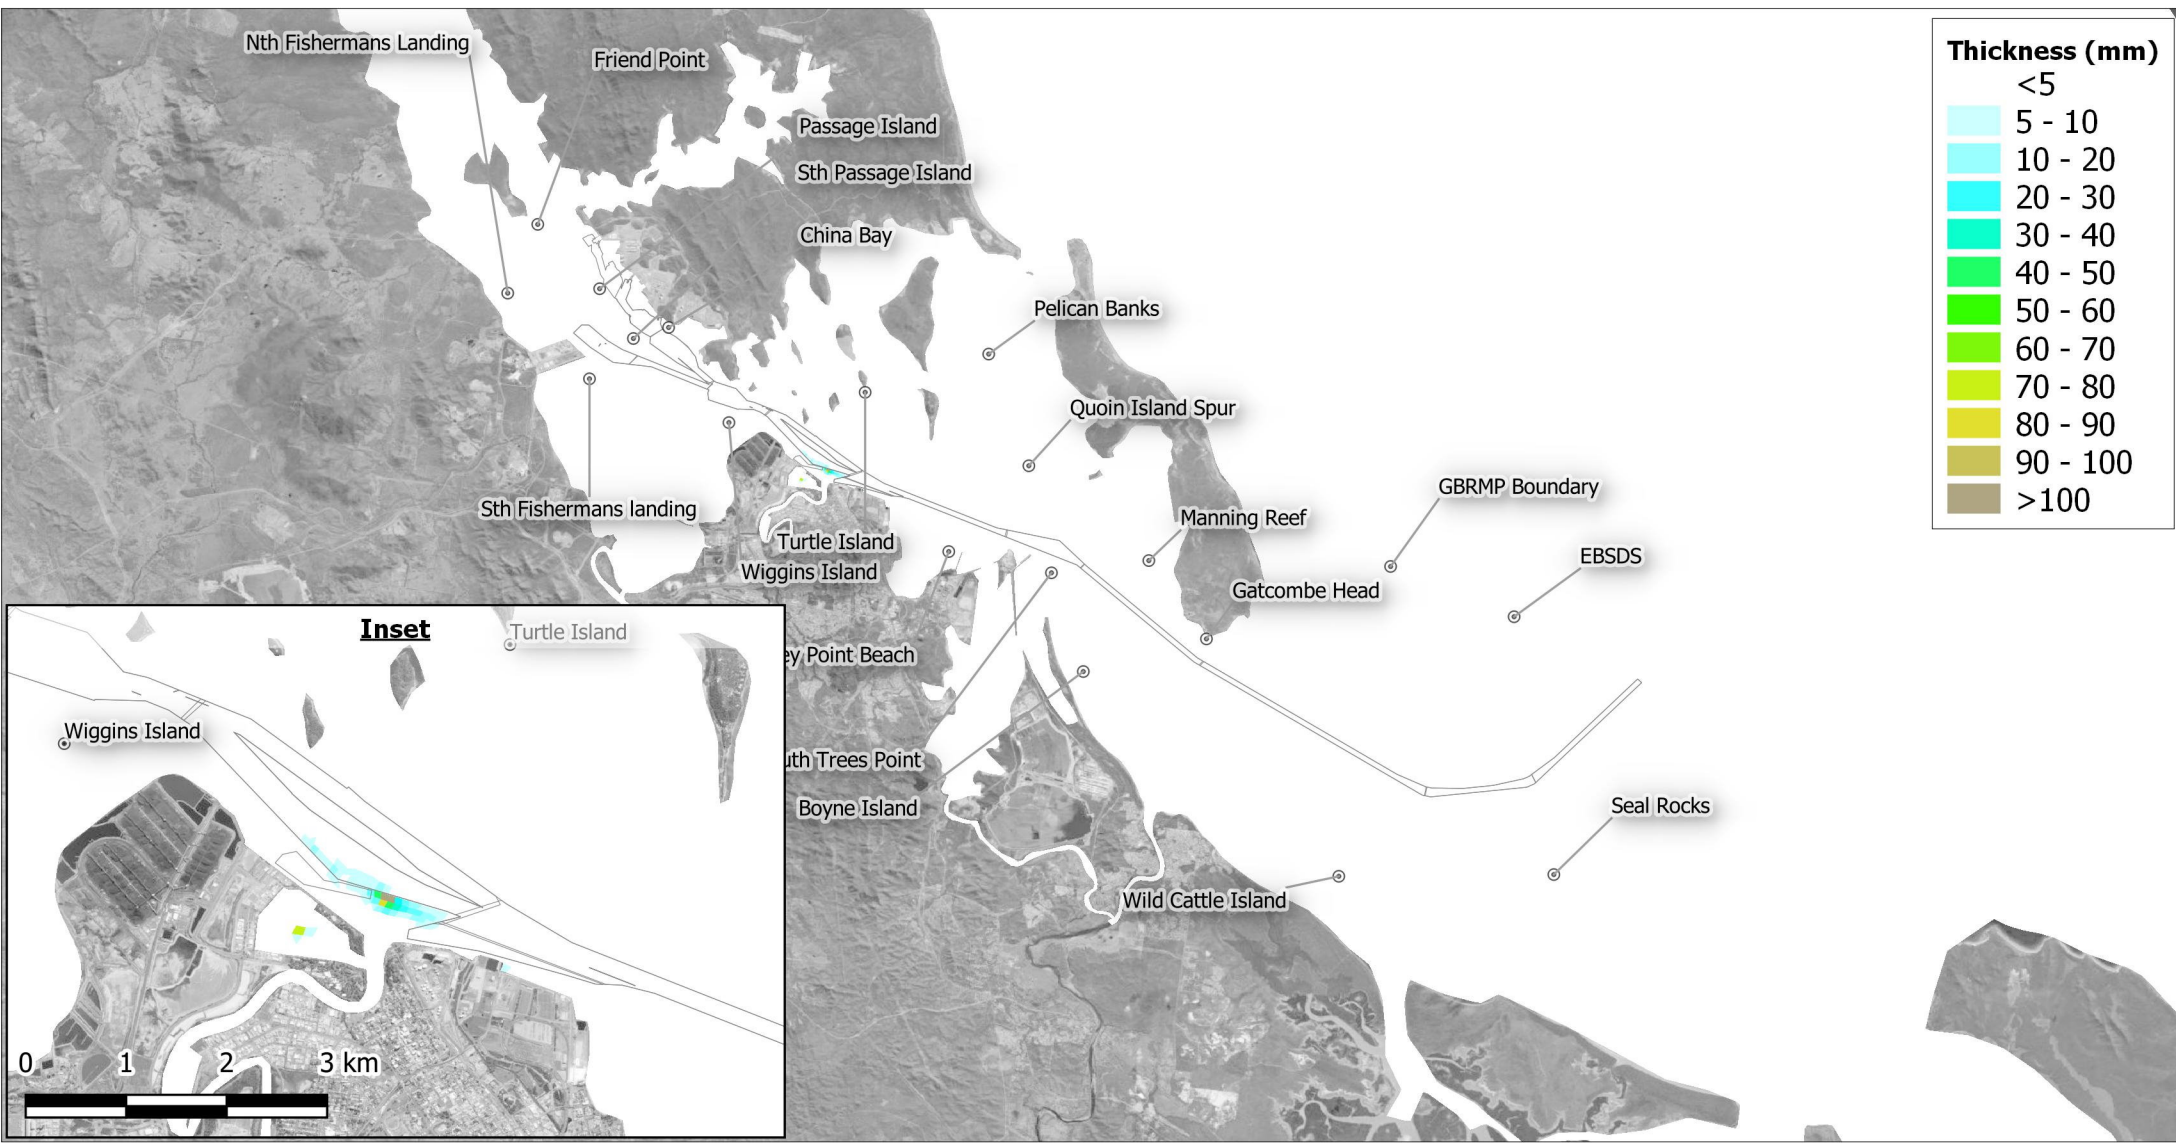 Nth Fishermans Landing
Friend Point
Passage Island
Sth Passage Island
China Bay
Pelican Banks
Quoin Island Spur
GBRMP Boundary
Sth Fishermans landing
Manning Reef
Turtle Island
EBSDS
Wiggins Island
Gatcombe Head
ey Point Beach
uth Trees Point
Boyne Island
Seal Rocks
Wild Cattle Island
Thickness (mm)
<5
5 - 10
10 - 20
20 - 30
30 - 40
40 - 50
50 - 60
60 - 70
70 - 80
80 - 90
90 - 100
>100
Inset
Turtle Island
Wiggins Island
0 1 2 3 km